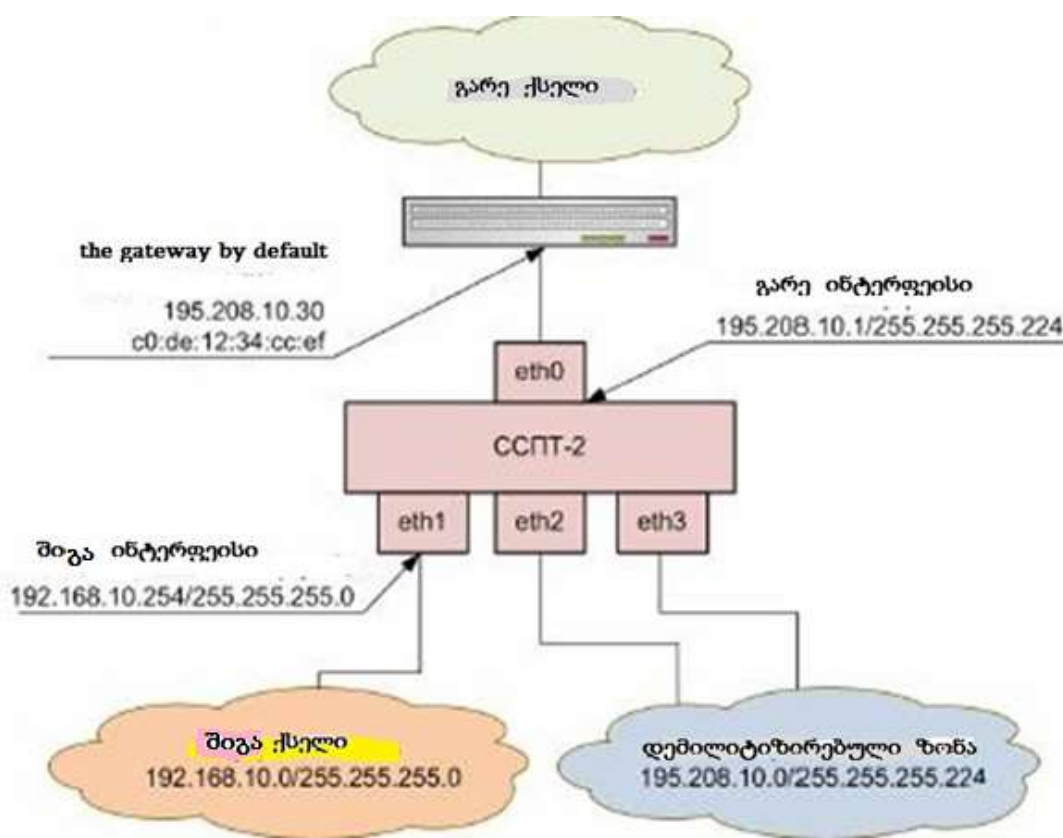 გარე ქსელი
the gateway by default
195.208.10.30
c0:de:12:34:cc:ef
გარე ინტერფეისი
195.208.10.1/255.255.255.224
eth0
ССПТ-2
eth1
eth2
eth3
შიგა ინტერფეისი
192.168.10.254/255.255.255.0
შიგა ქსელი
192.168.10.0/255.255.255.0
დემილიტიზირებული ზონა
195.208.10.0/255.255.255.224